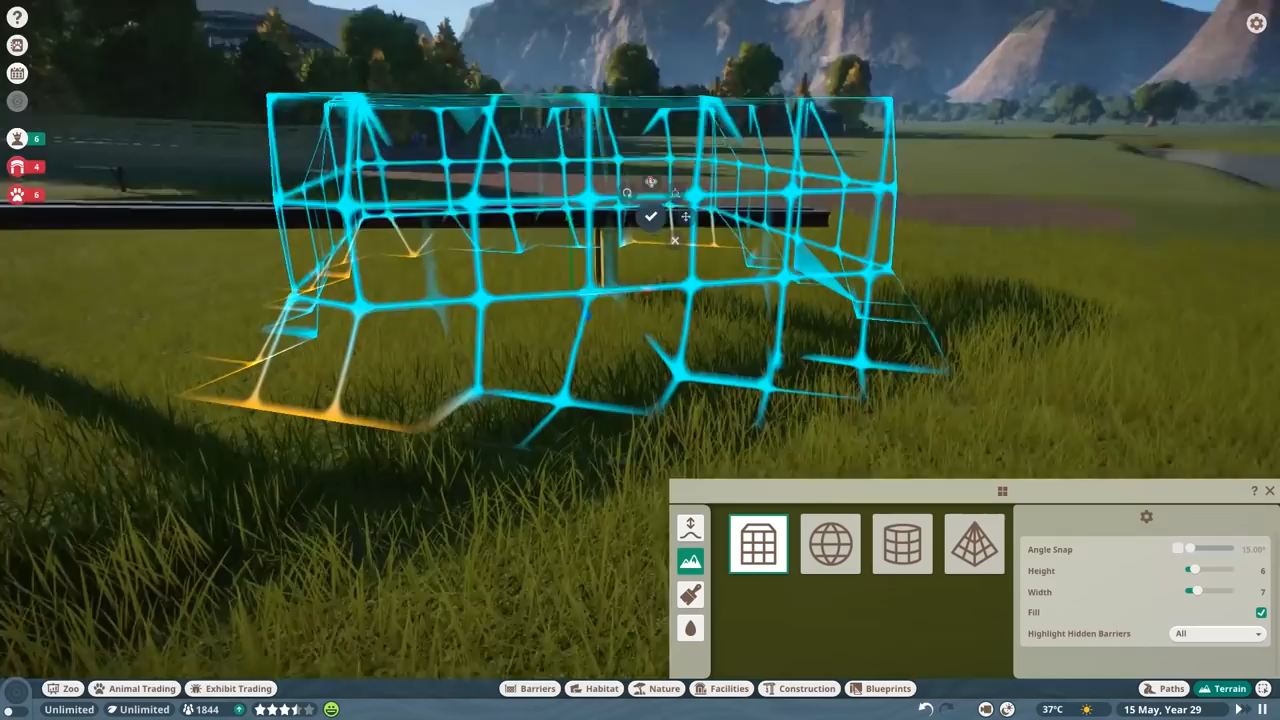 ?
6
4
6
? ×
Angle Snap 15.00°
Height 6
Width 7
Fill
Highlight Hidden Barriers All
Zoo Animal Trading Exhibit Trading Barriers Habitat Nature Facilities Construction Blueprints Paths Terrain
Unlimited Unlimited 1844 37°C 15 May, Year 29